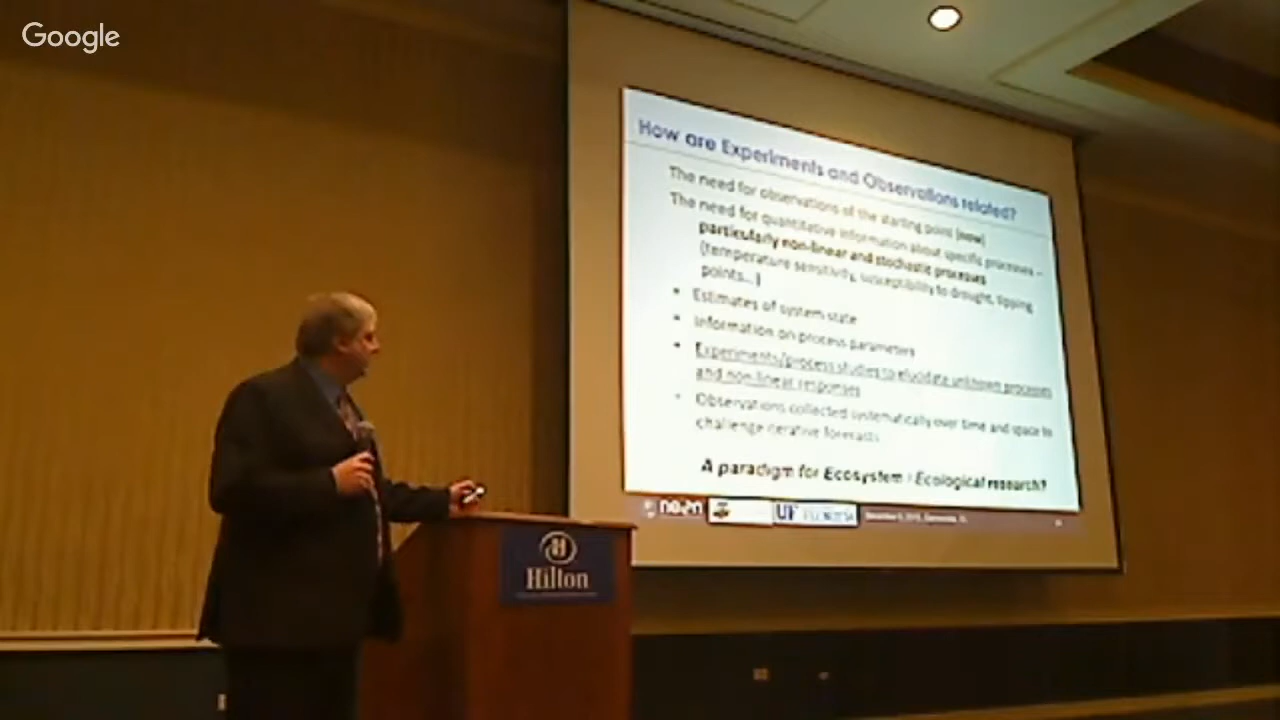 Google
How are Experiments and Observations related?
The need for observations of the starting point (now)
The need for quantitative information about specific processes –
particularly non-linear and stochastic processes
(temperature sensitivity, susceptibility to drought, tipping
points...)
• Estimates of system state
• Information on process parameters
• Experiments/process studies to elucidate unknown processes
and non-linear responses
• Observations collected systematically over time and space to
challenge iterative forecasts
A paradigm for Ecosystem / Ecological research?
neon
UF FLORIDA
Hilton